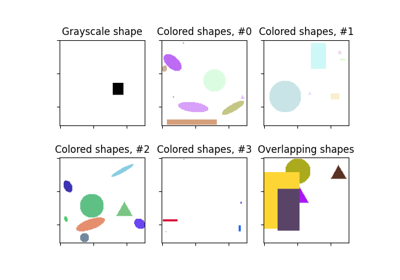 Grayscale shape
Colored shapes, #0
Colored shapes, #1
Colored shapes, #2
Colored shapes, #3
Overlapping shapes